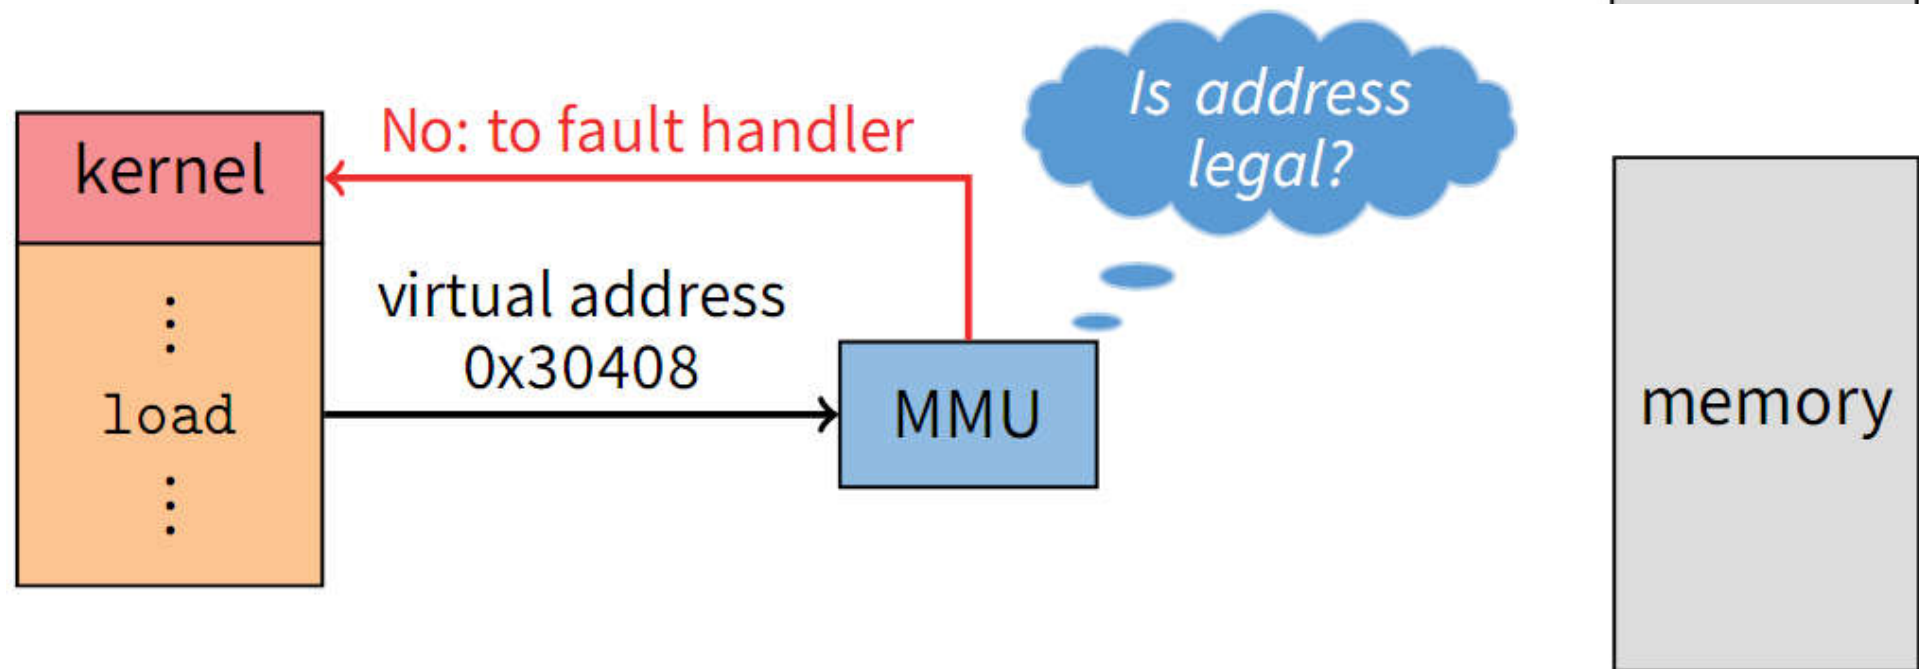 Is address
legal?
No: to fault handler
kernel
virtual address
0x30408
⋮
load
⋮
MMU
memory